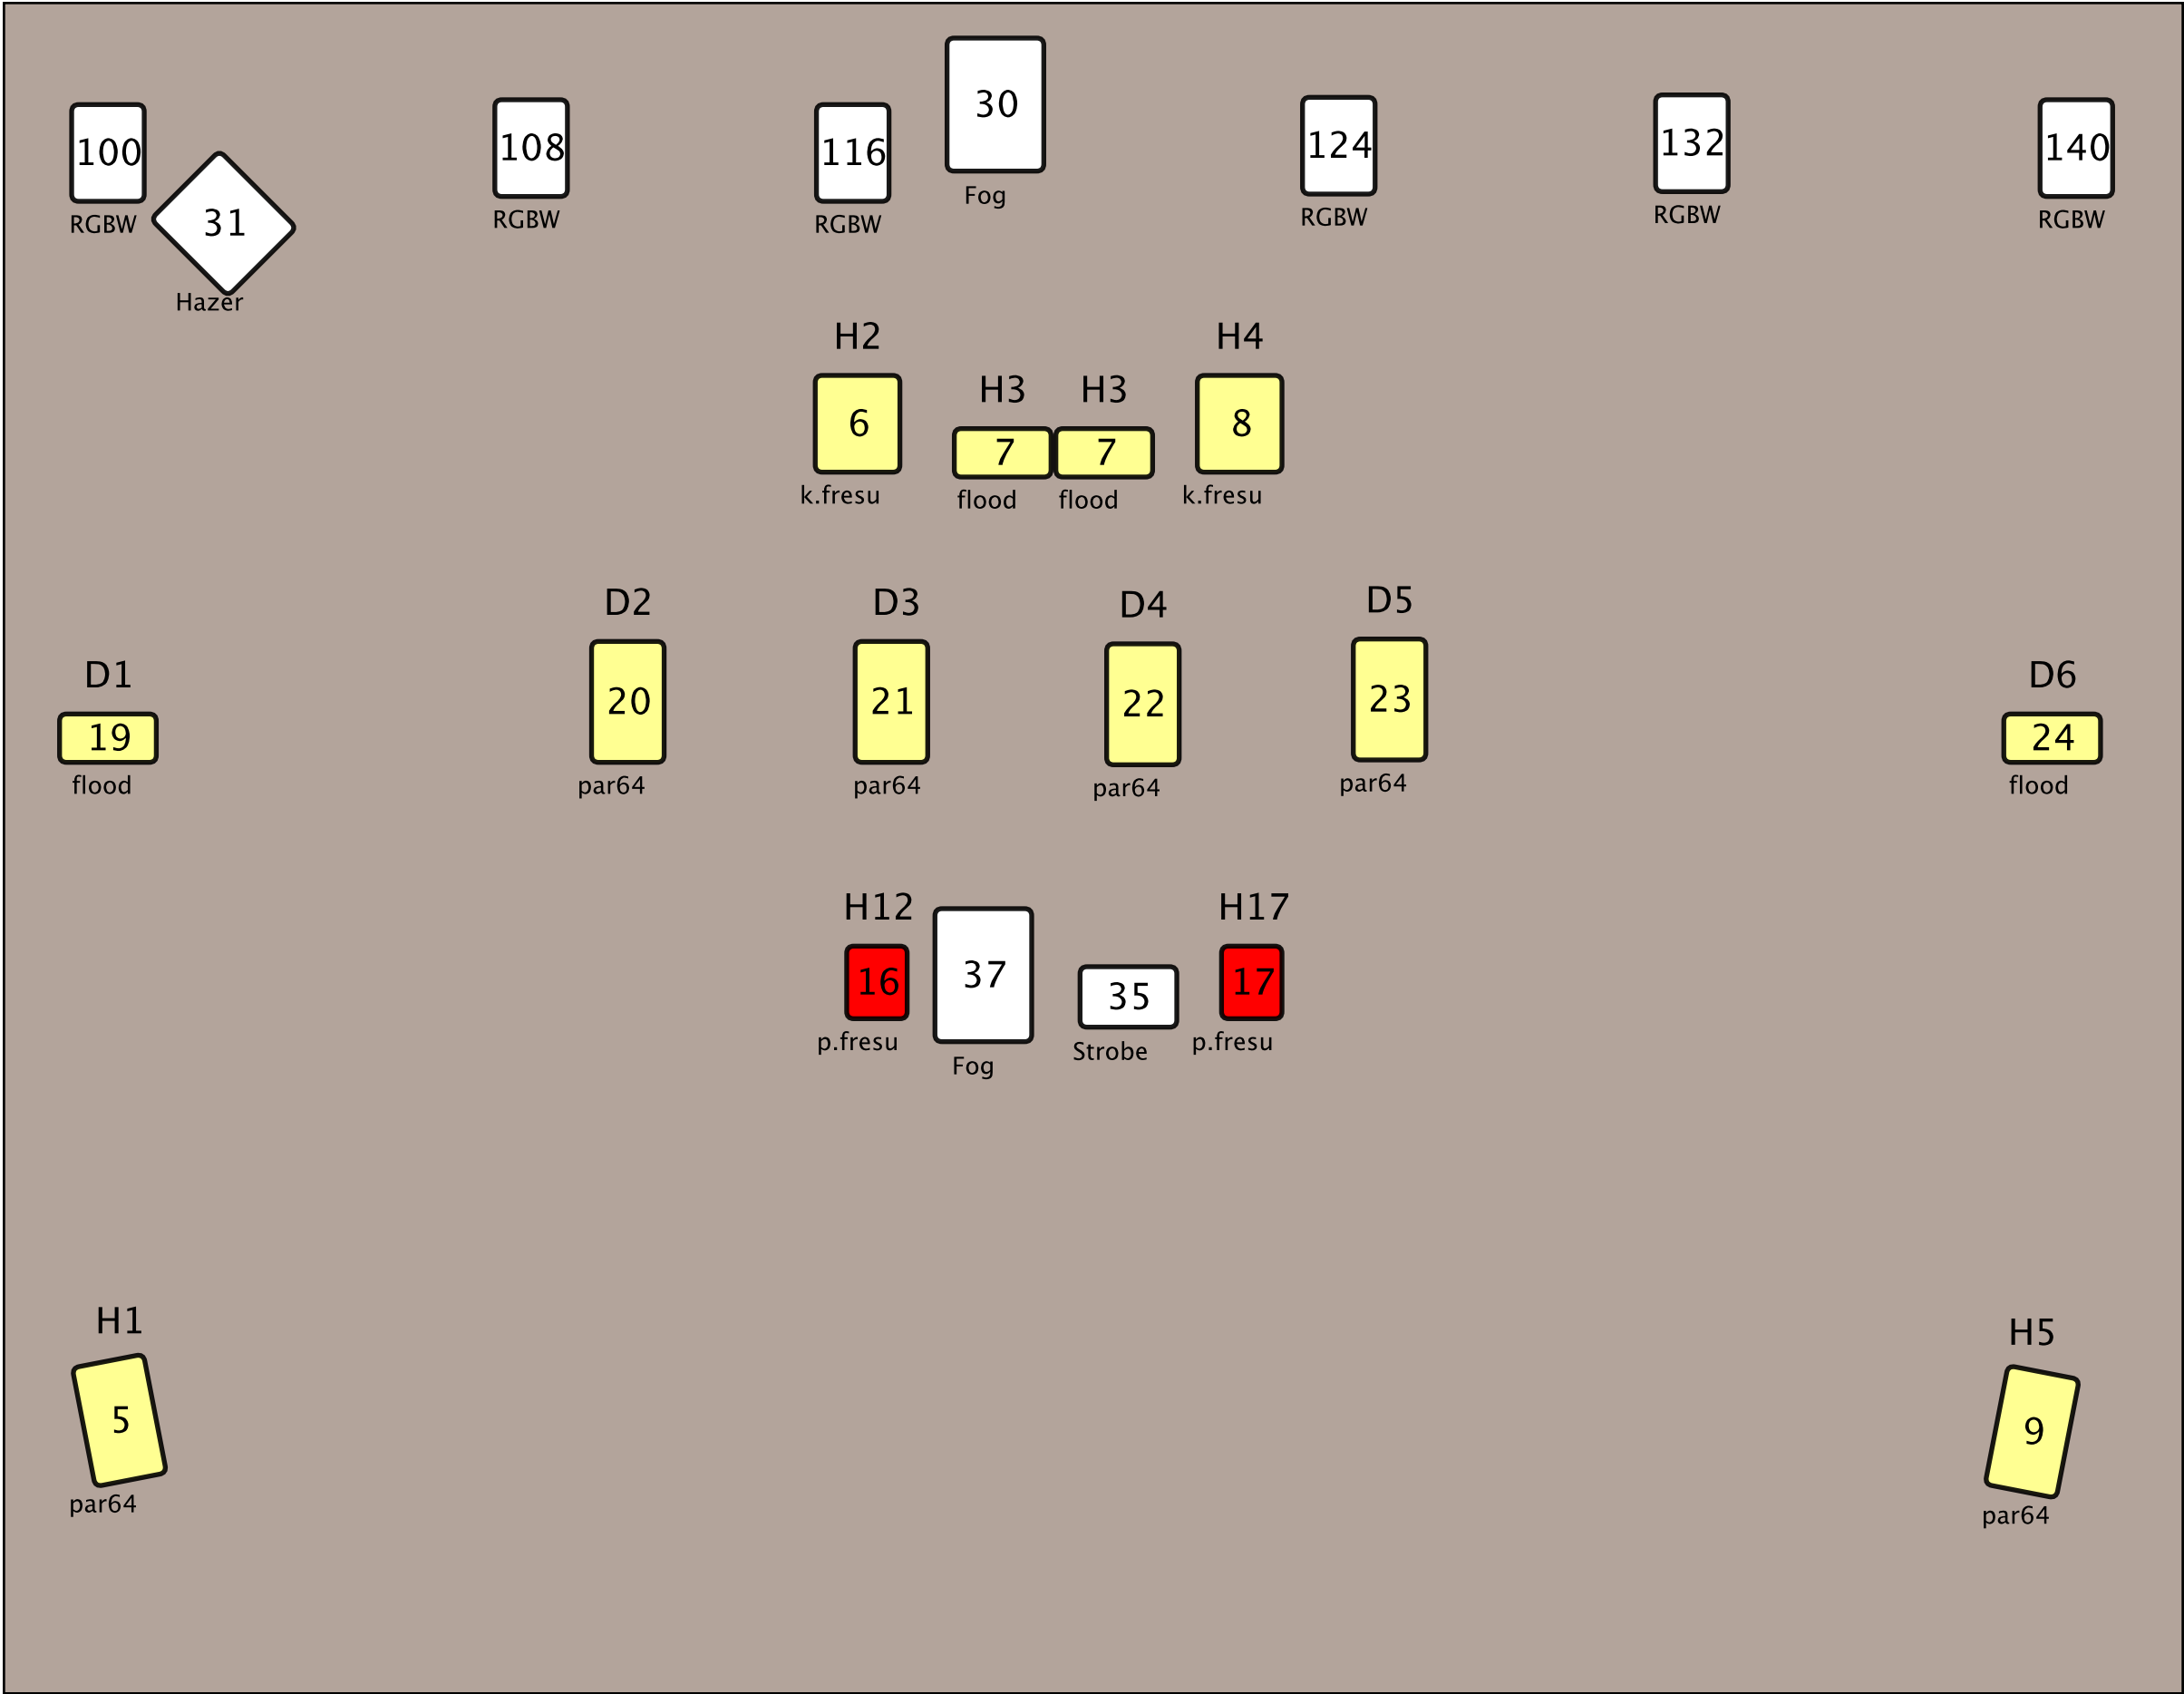 30
100
108
116
124
132
140
Fog
RGBW
31
RGBW
RGBW
RGBW
RGBW
RGBW
Hazer
H2
H4
H3
H3
6
8
7
7
k.fresu
flood
flood
k.fresu
D2
D3
D4
D5
D1
D6
20
21
22
23
19
24
flood
par64
par64
par64
par64
flood
H12
H17
16
37
35
17
p.fresu
Fog
Strobe
p.fresu
H1
H5
5
9
par64
par64